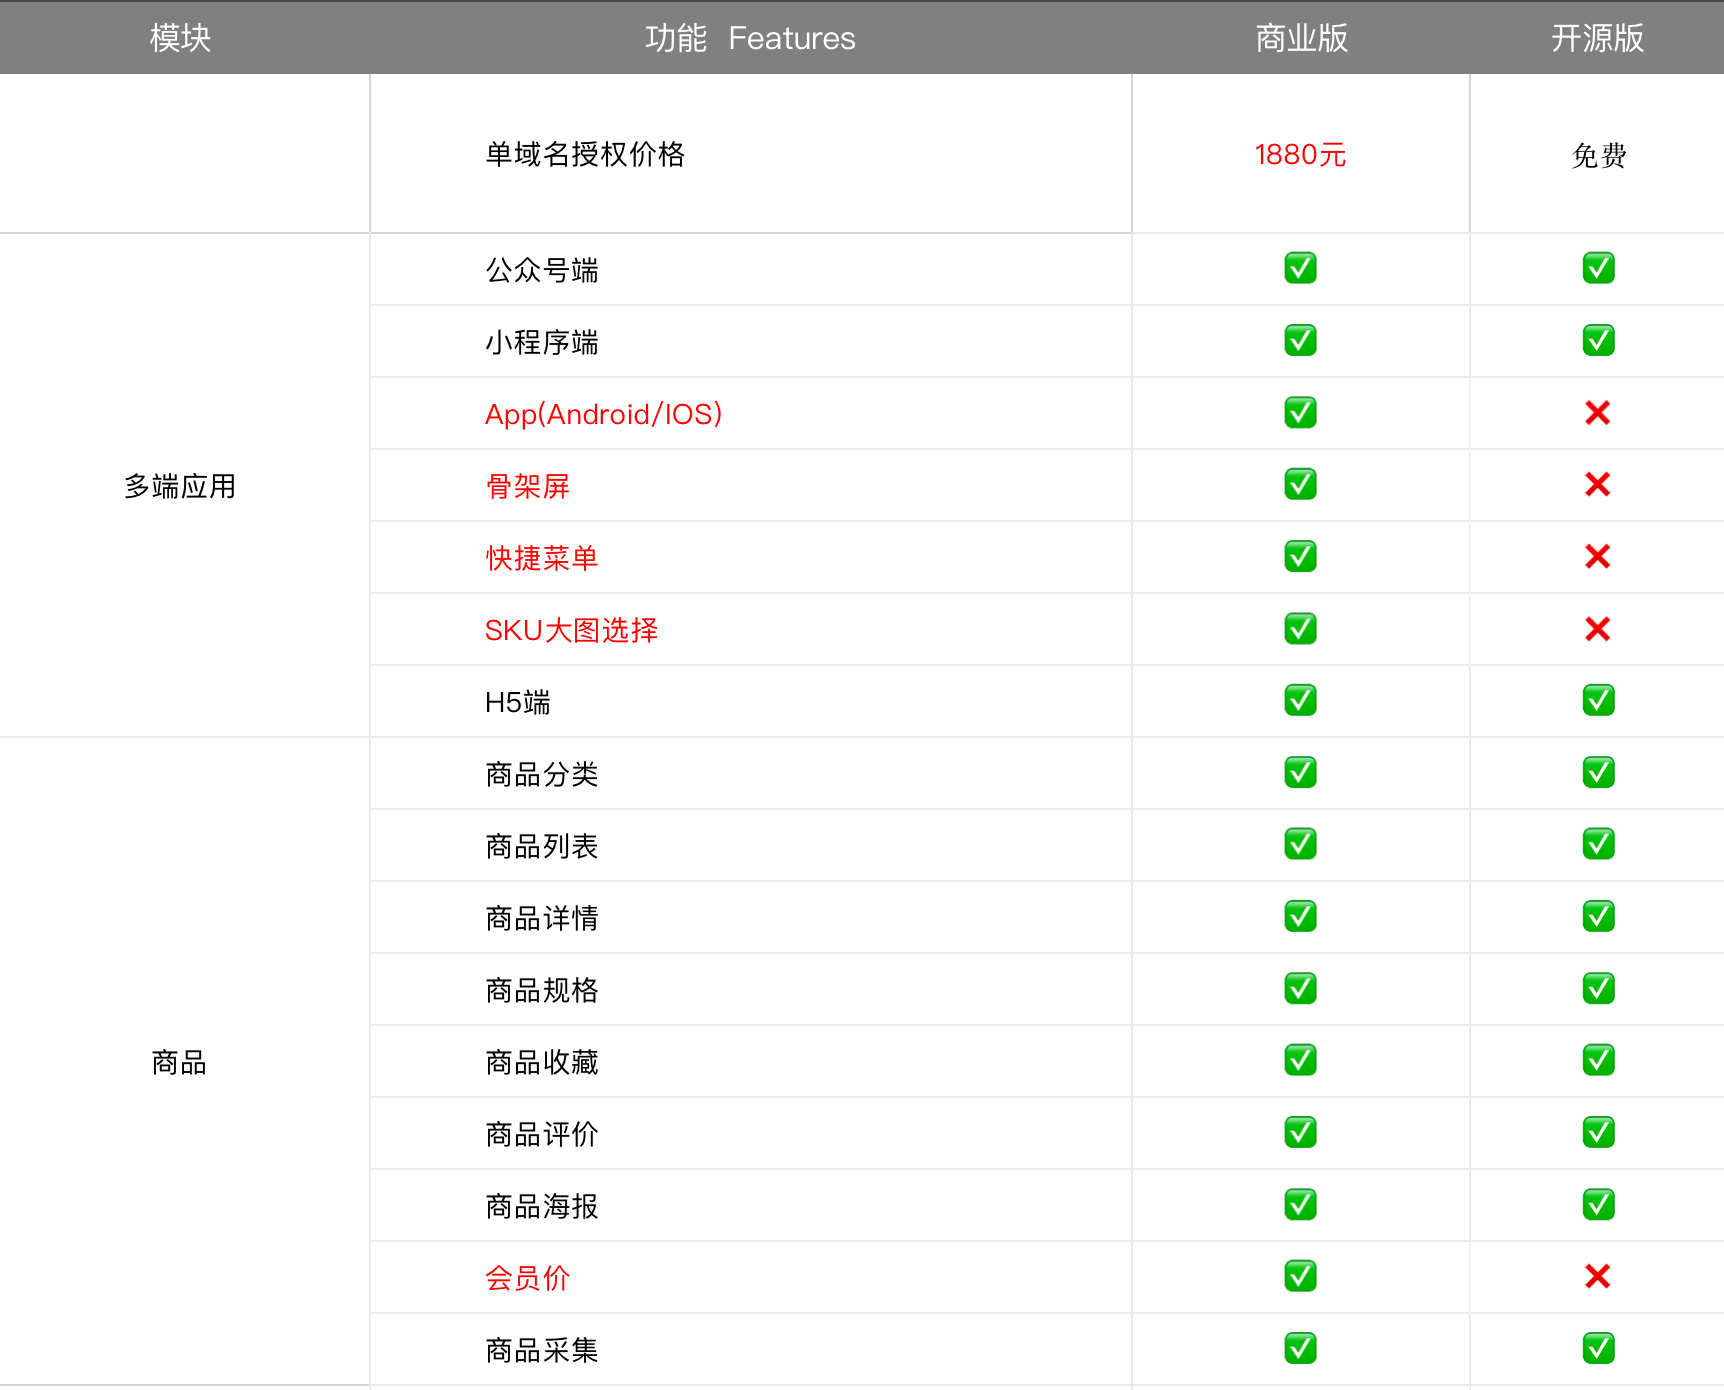 模块 功能 Features 商业版 开源版
单域名授权价格 1880元 免费
公众号端 ✅ ✅
小程序端 ✅ ✅
App(Android/IOS) ✅ ❌
多端应用 骨架屏 ✅ ❌
快捷菜单 ✅ ❌
SKU大图选择 ✅ ❌
H5端 ✅ ✅
商品分类 ✅ ✅
商品列表 ✅ ✅
商品详情 ✅ ✅
商品规格 ✅ ✅
商品 商品收藏 ✅ ✅
商品评价 ✅ ✅
商品海报 ✅ ✅
会员价 ✅ ❌
商品采集 ✅ ✅